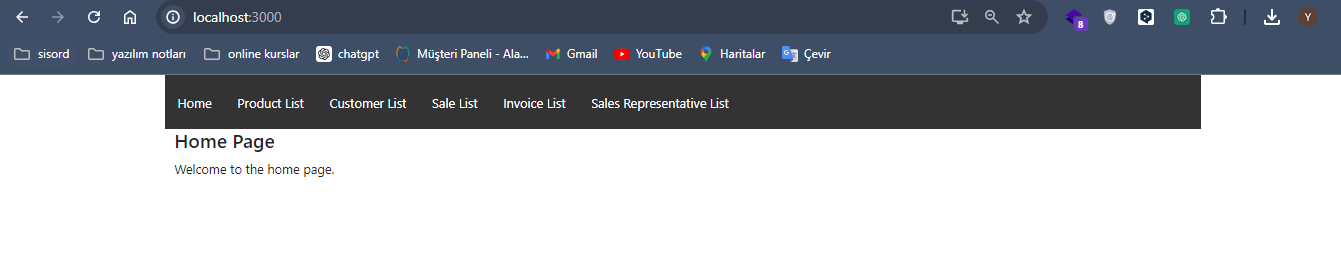 localhost:3000
8
Y
sisord yazılım notları online kurslar chatgpt Müşteri Paneli - Ala... Gmail YouTube Haritalar Çevir
Home Product List Customer List Sale List Invoice List Sales Representative List
Home Page
Welcome to the home page.